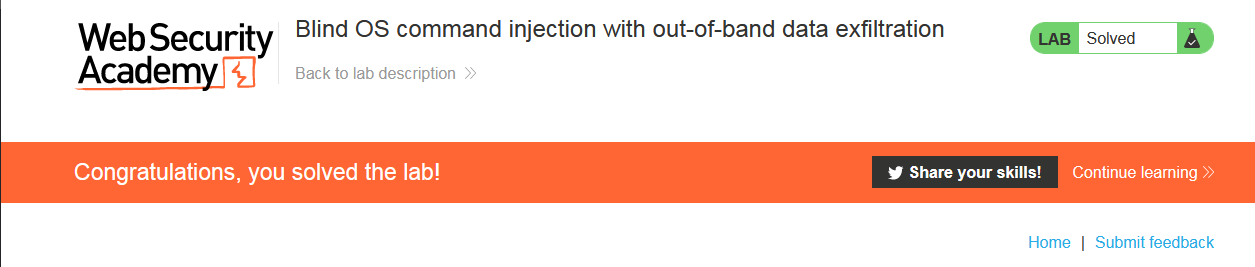 Web Security
Academy
Blind OS command injection with out-of-band data exfiltration
Back to lab description
LAB Solved
Congratulations, you solved the lab!
Share your skills!
Continue learning
Home | Submit feedback